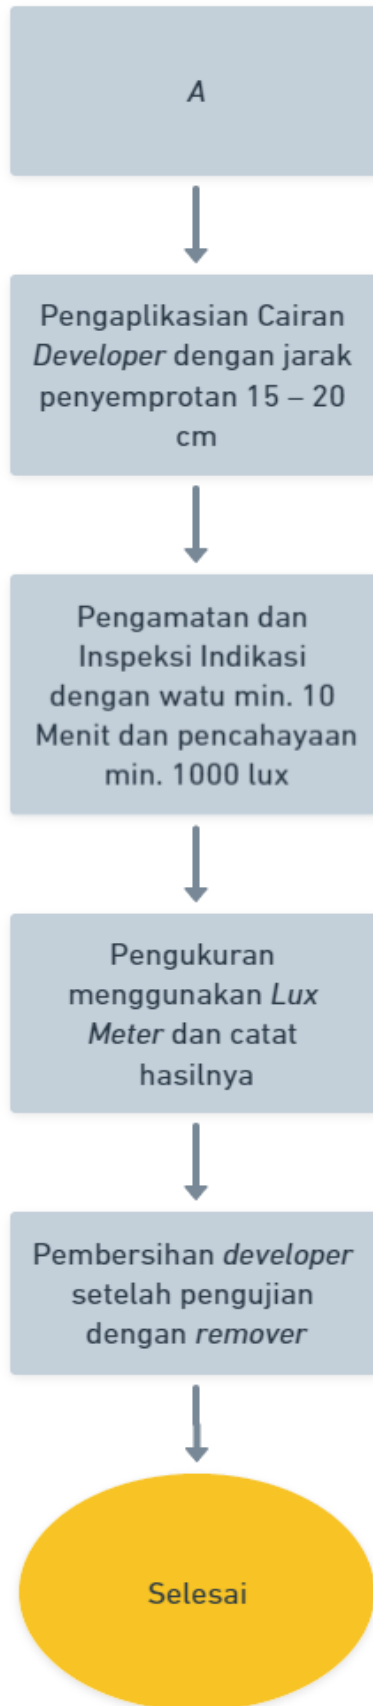 A
Pengaplikasian Cairan
Developer dengan jarak
penyemprotan 15 – 20
cm
Pengamatan dan
Inspeksi Indikasi
dengan watu min. 10
Menit dan pencahayaan
min. 1000 lux
Pengukuran
menggunakan Lux
Meter dan catat
hasilnya
Pembersihan developer
setelah pengujian
dengan remover
Selesai